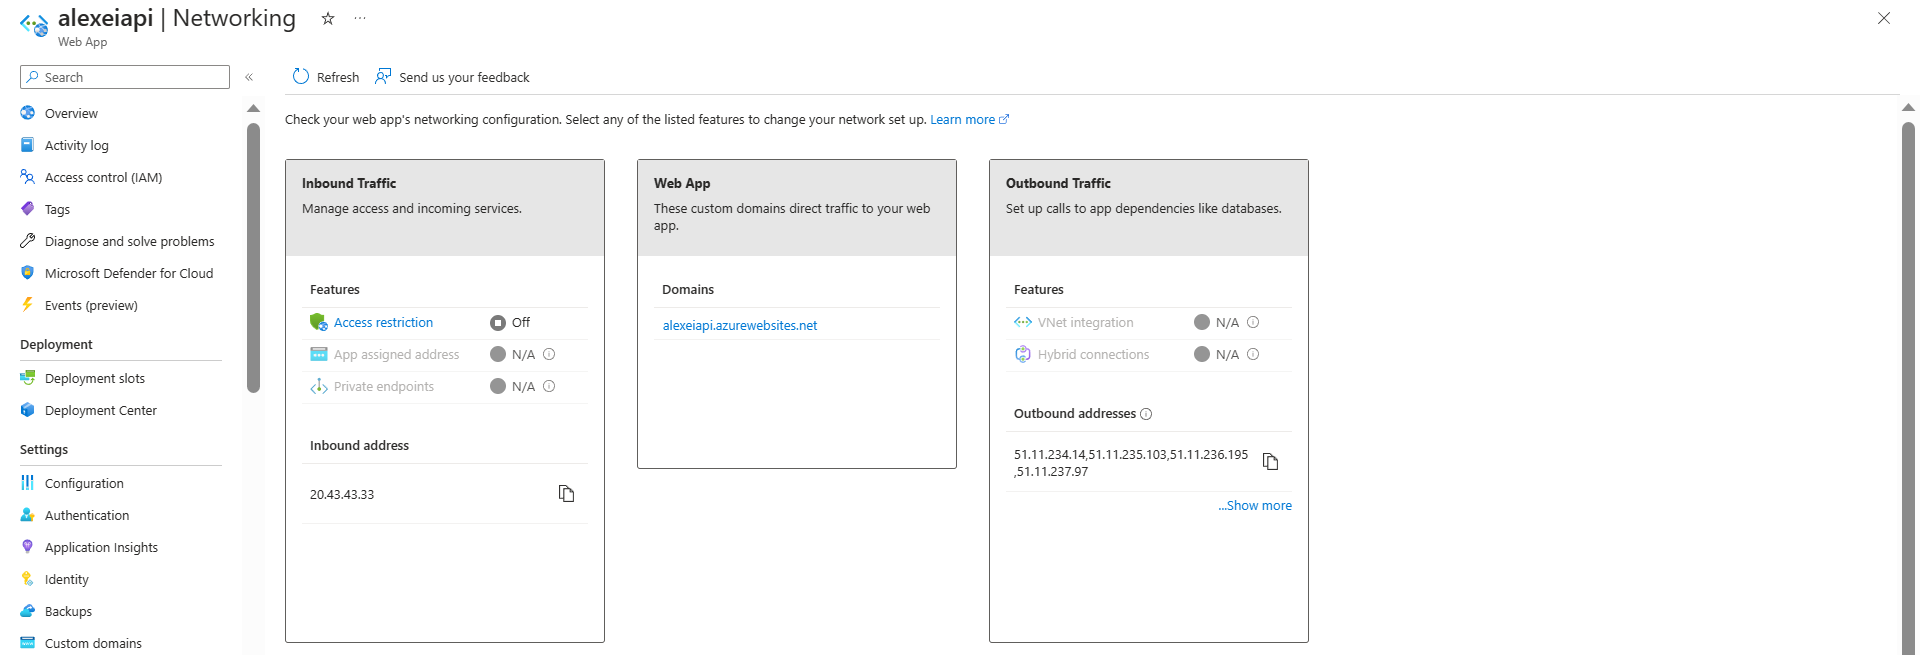 alexeiapi | Networking
Web App
Search
Refresh
Send us your feedback
Overview
Activity log
Access control (IAM)
Tags
Diagnose and solve problems
Microsoft Defender for Cloud
Events (preview)
Deployment
Deployment slots
Deployment Center
Settings
Configuration
Authentication
Application Insights
Identity
Backups
Custom domains
Check your web app's networking configuration. Select any of the listed features to change your network set up. Learn more
Inbound Traffic
Manage access and incoming services.
Features
Access restriction Off
App assigned address N/A
Private endpoints N/A
Inbound address
20.43.43.33
Web App
These custom domains direct traffic to your web
app.
Domains
alexeiapi.azurewebsites.net
Outbound Traffic
Set up calls to app dependencies like databases.
Features
VNet integration N/A
Hybrid connections N/A
Outbound addresses
51.11.234.14,51.11.235.103,51.11.236.195
,51.11.237.97
...Show more